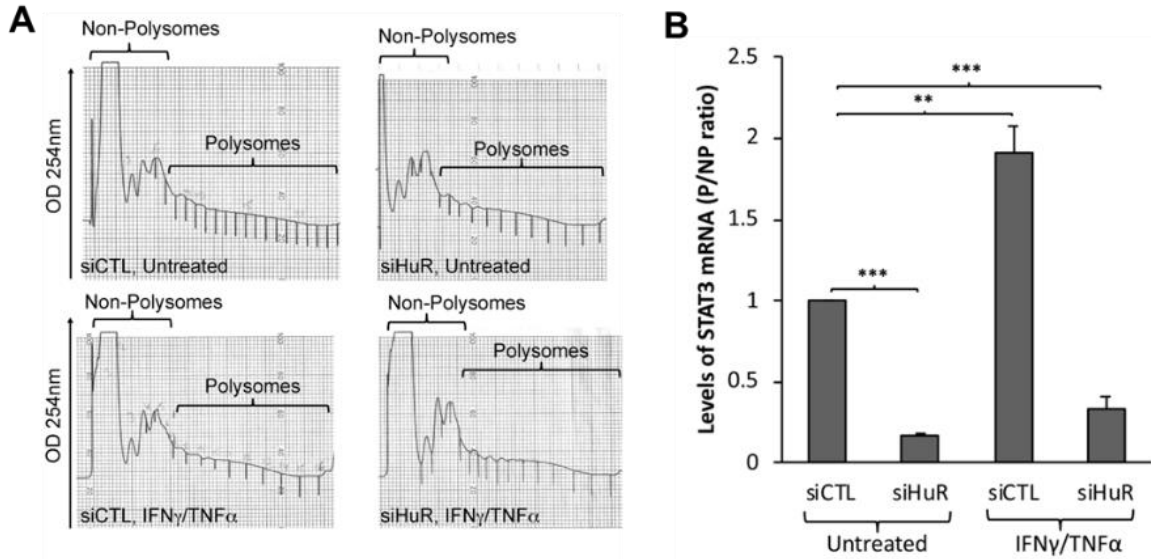 A
Non-Polysomes
Polysomes
OD 254nm
siCTL, Untreated
Non-Polysomes
Polysomes
siHuR, Untreated
Non-Polysomes
Polysomes
OD 254nm
siCTL, IFNγ/TNFα
Non-Polysomes
Polysomes
siHuR, IFNγ/TNFα
B
Levels of STAT3 mRNA (P/NP ratio)
2.5
2
1.5
1
0.5
0
***
**
***
siCTL siHuR siCTL siHuR
Untreated IFNγ/TNFα